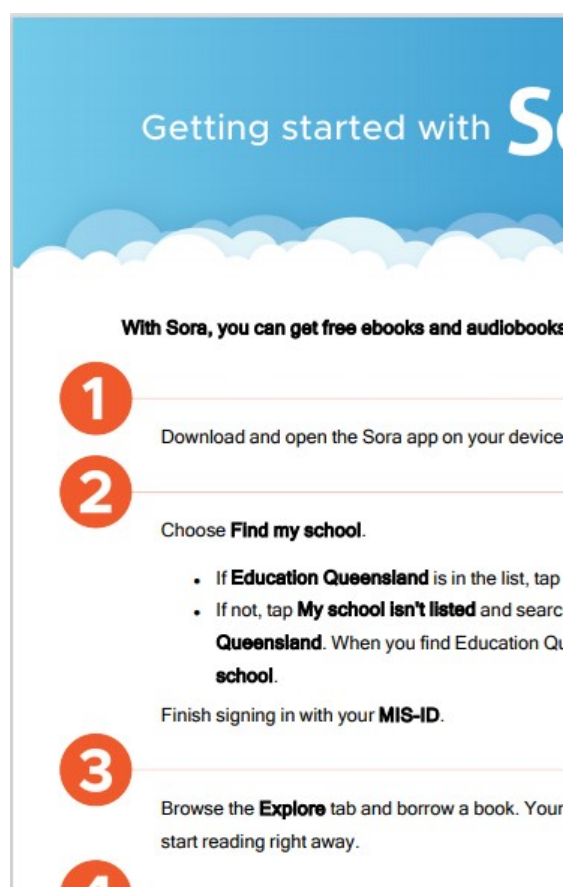 Getting started with
With Sora, you can get free ebooks and audiobooks
1
Download and open the Sora app on your device
2
Choose Find my school.
• If Education Queensland is in the list, tap
• If not, tap My school isn't listed and searc
Queensland. When you find Education Qu
school.
Finish signing in with your MIS-ID.
3
Browse the Explore tab and borrow a book. Your
start reading right away.